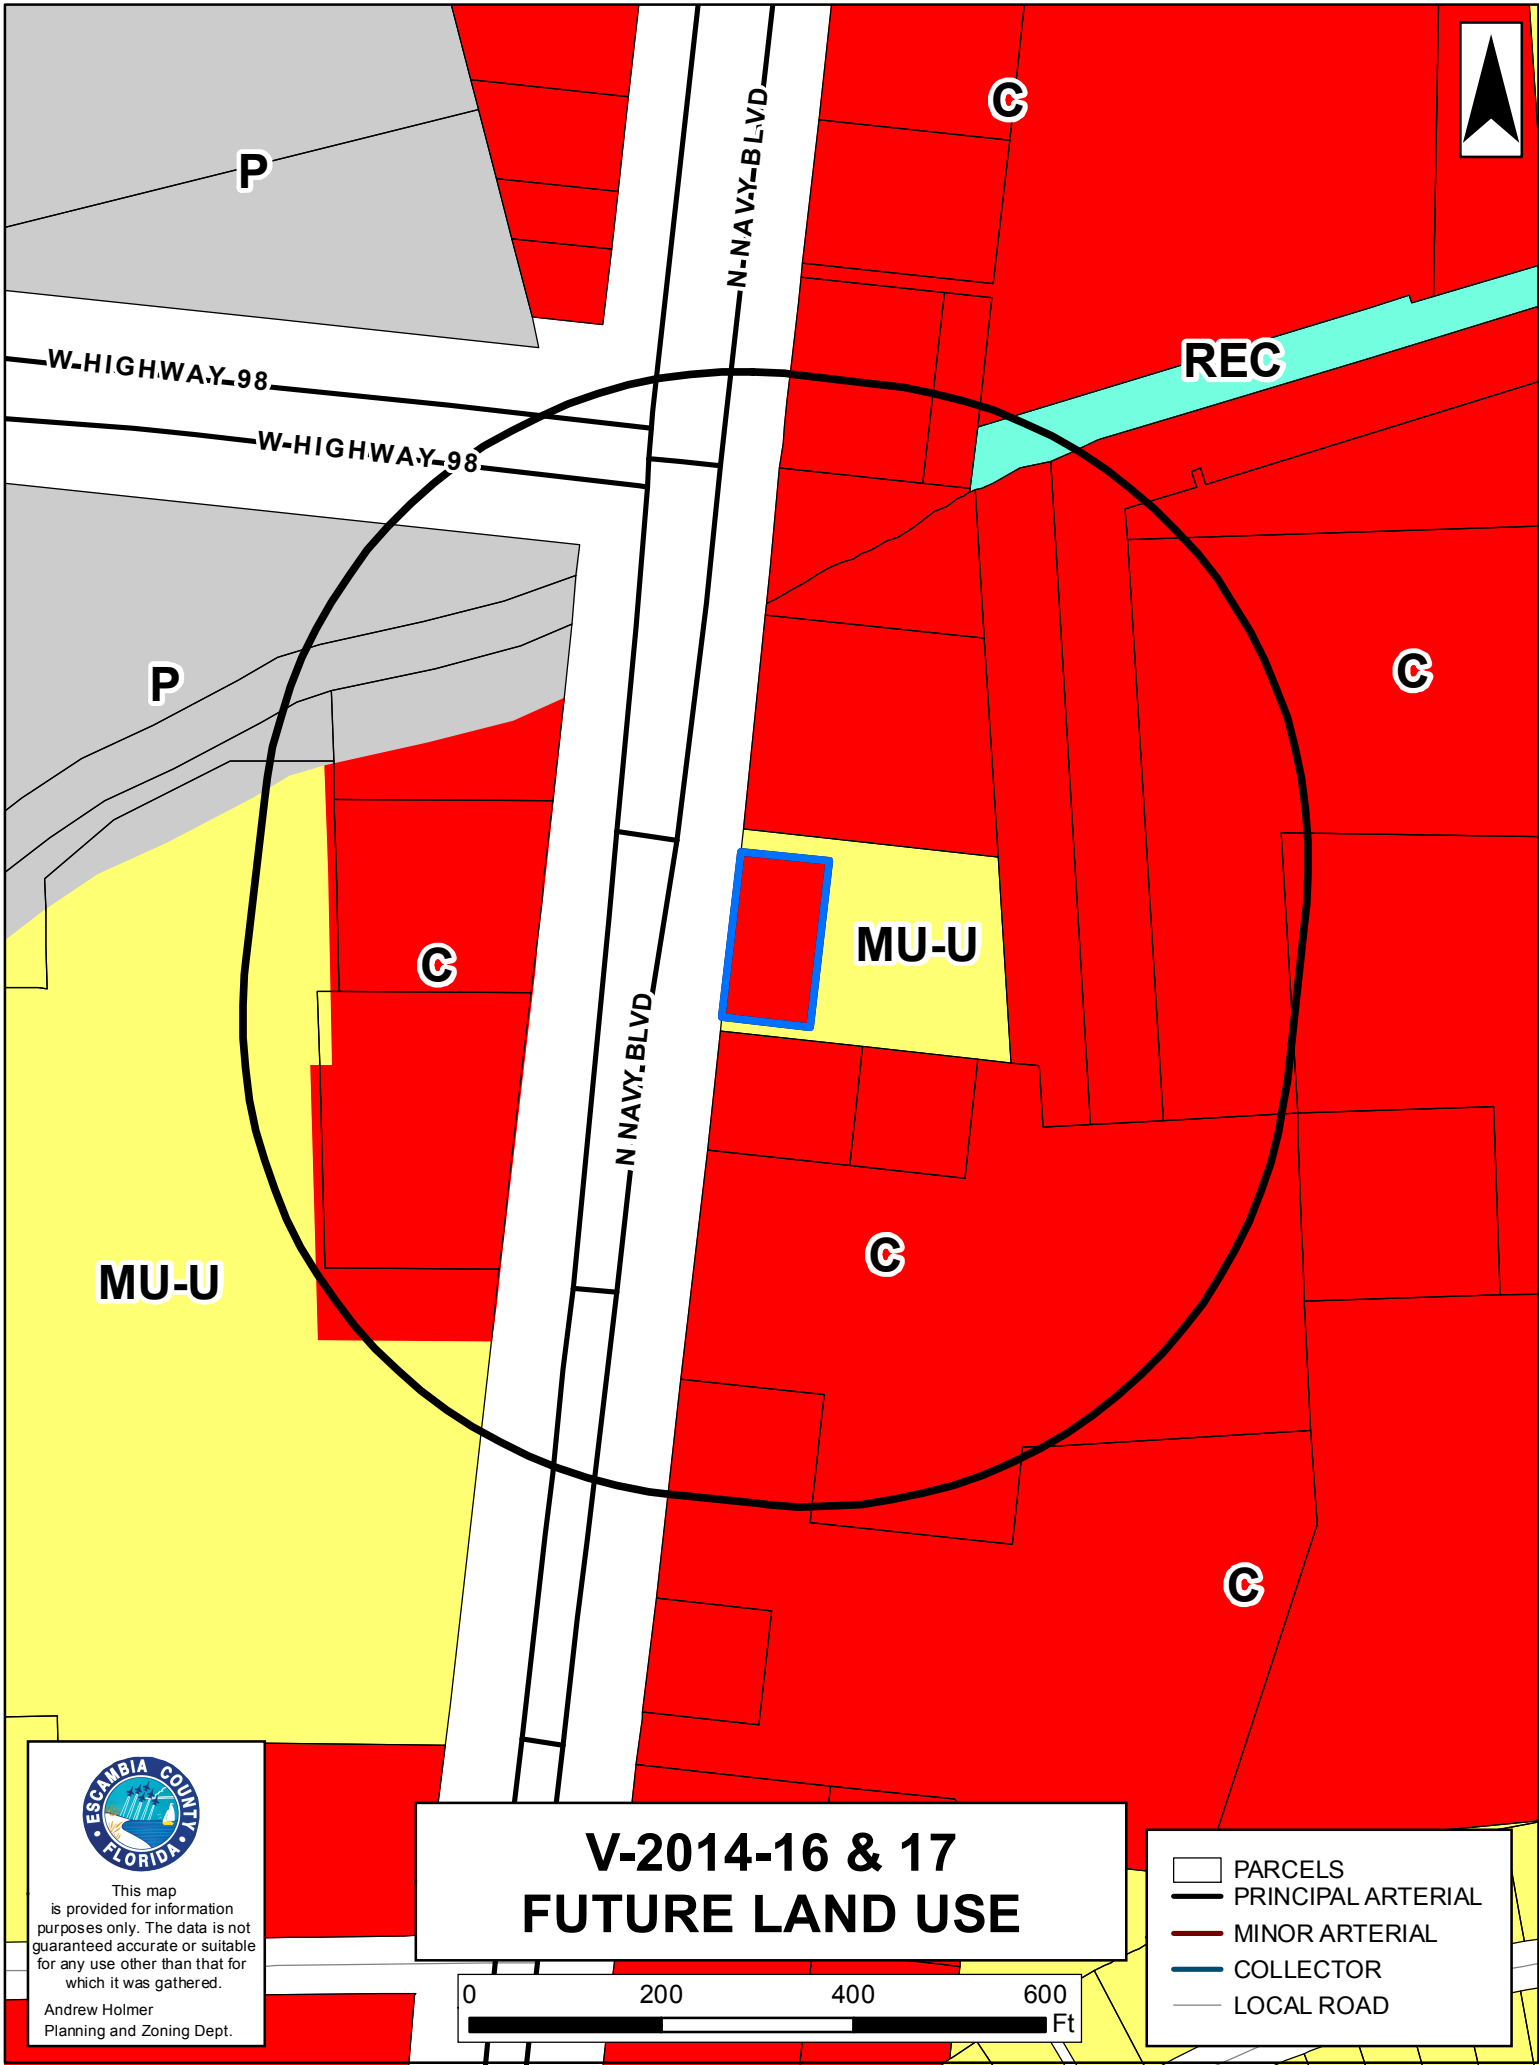 C
P
N NAVY BLVD
REC
W HIGHWAY 98
W HIGHWAY 98
P
C
MU-U
C
N NAVY BLVD
C
MU-U
C
ESCAMBIA COUNTY
FLORIDA
This map
is provided for information
purposes only. The data is not
guaranteed accurate or suitable
for any use other than that for
which it was gathered.
Andrew Holmer
Planning and Zoning Dept.
V-2014-16 & 17
FUTURE LAND USE
0 200 400 600
Ft
PARCELS
PRINCIPAL ARTERIAL
MINOR ARTERIAL
COLLECTOR
LOCAL ROAD